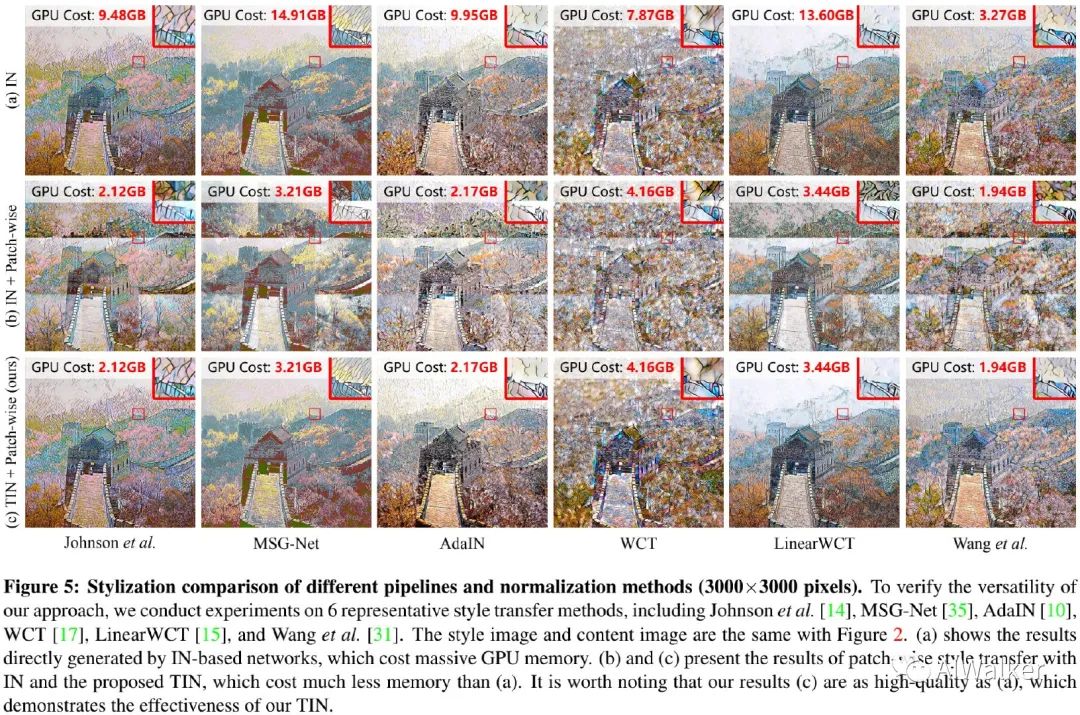 GPU Cost: 9.48GB GPU Cost: 14.91GB GPU Cost: 9.95GB GPU Cost: 7.87GB GPU Cost: 13.60GB GPU Cost: 3.27GB
(a) IN
GPU Cost: 2.12GB GPU Cost: 3.21GB GPU Cost: 2.17GB GPU Cost: 4.16GB GPU Cost: 3.44GB GPU Cost: 1.94GB
(b) IN + Patch-wise
GPU Cost: 2.12GB GPU Cost: 3.21GB GPU Cost: 2.17GB GPU Cost: 4.16GB GPU Cost: 3.44GB GPU Cost: 1.94GB
(c) TIN + Patch-wise (ours)
Johnson et al. MSG-Net AdaIN WCT LinearWCT Wang et al.
Figure 5: Stylization comparison of different pipelines and normalization methods (3000×3000 pixels). To verify the versatility of
our approach, we conduct experiments on 6 representative style transfer methods, including Johnson et al. [14], MSG-Net [35], AdaIN [10],
WCT [17], LinearWCT [15], and Wang et al. [31]. The style image and content image are the same with Figure 2. (a) shows the results
directly generated by IN-based networks, which cost massive GPU memory. (b) and (c) present the results of patch-wise style transfer with
IN and the proposed TIN, which cost much less memory than (a). It is worth noting that our results (c) are as high-quality as (a), which
demonstrates the effectiveness of our TIN.
AIWalker